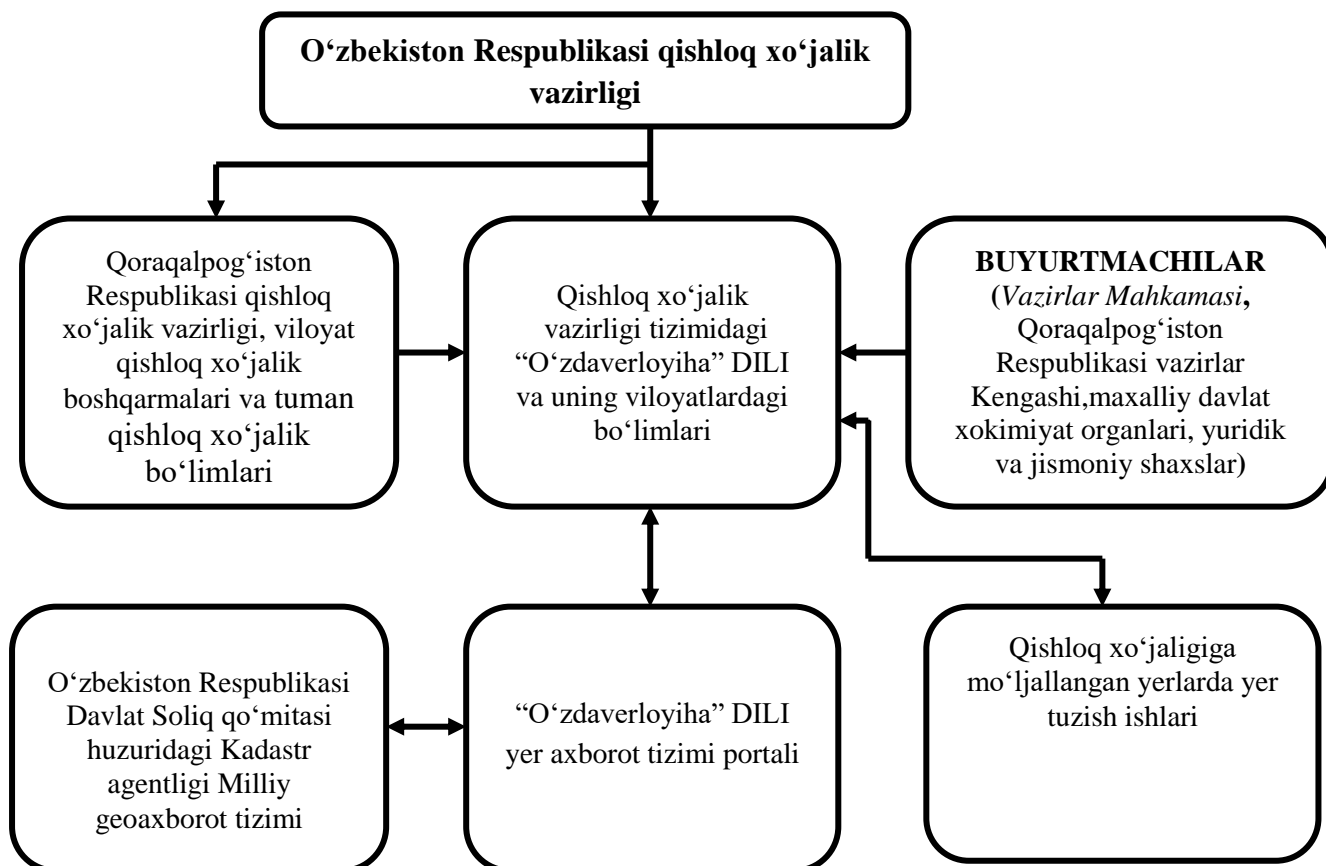 O‘zbekiston Respublikasi qishloq xo‘jalik
vazirligi
Qoraqalpog‘iston
Respublikasi qishloq
xo‘jalik vazirligi, viloyat
qishloq xo‘jalik
boshqarmalari va tuman
qishloq xo‘jalik
bo‘limlari
Qishloq xo‘jalik
vazirligi tizimidagi
“O‘zdaverloyiha” DILI
va uning viloyatlardagi
bo‘limlari
BUYURTMACHILAR
(Vazirlar Mahkamasi,
Qoraqalpog‘iston
Respublikasi vazirlar
Kengashi,maxalliy davlat
xokimiyat organlari, yuridik
va jismoniy shaxslar)
O‘zbekiston Respublikasi
Davlat Soliq qo‘mitasi
huzuridagi Kadastr
agentligi Milliy
geoaxborot tizimi
“O‘zdaverloyiha” DILI
yer axborot tizimi portali
Qishloq xo‘jaligiga
mo‘ljallangan yerlarda yer
tuzish ishlari